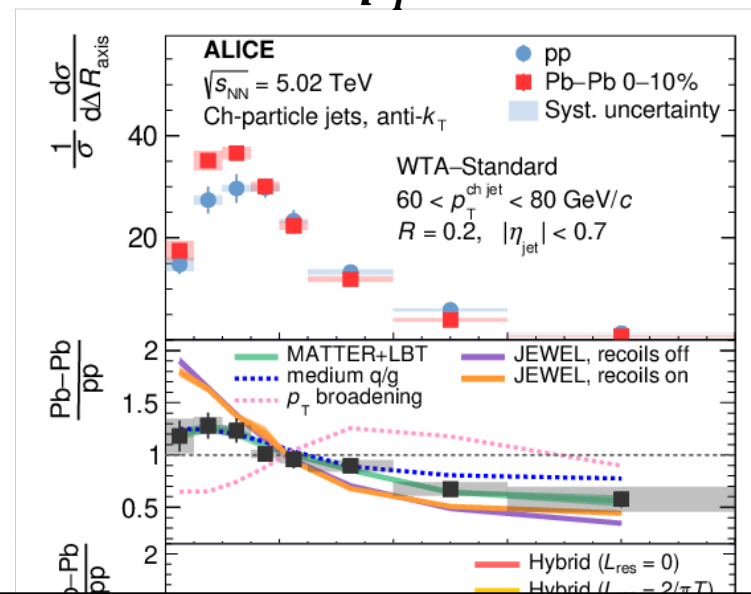 ALICE
√sNN = 5.02 TeV
Ch-particle jets, anti-kT
pp
Pb–Pb 0–10%
Syst. uncertainty
WTA–Standard
60 < pT^ch jet < 80 GeV/c
R = 0.2, |ηjet| < 0.7
1/σ dσ/dΔRaxis
40
20
Pb–Pb/pp
2
1.5
1
0.5
MATTER+LBT
medium q/g
pT broadening
JEWEL, recoils off
JEWEL, recoils on
2
Hybrid (Lres = 0)